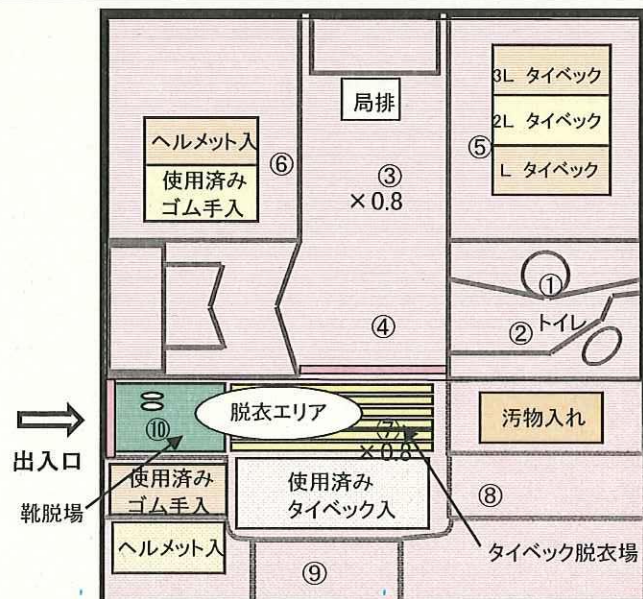 局排
3L タイベック
2L タイベック
L タイベック
⑤
ヘルメット入
使用済み
ゴム手入
⑥
③
×0.8
①
④
②
トイレ
出入口
⑩
脱衣エリア
⑦
×0.8
汚物入れ
靴脱場
使用済み
ゴム手入
使用済み
タイベック入
⑧
ヘルメット入
⑨
タイベック脱衣場